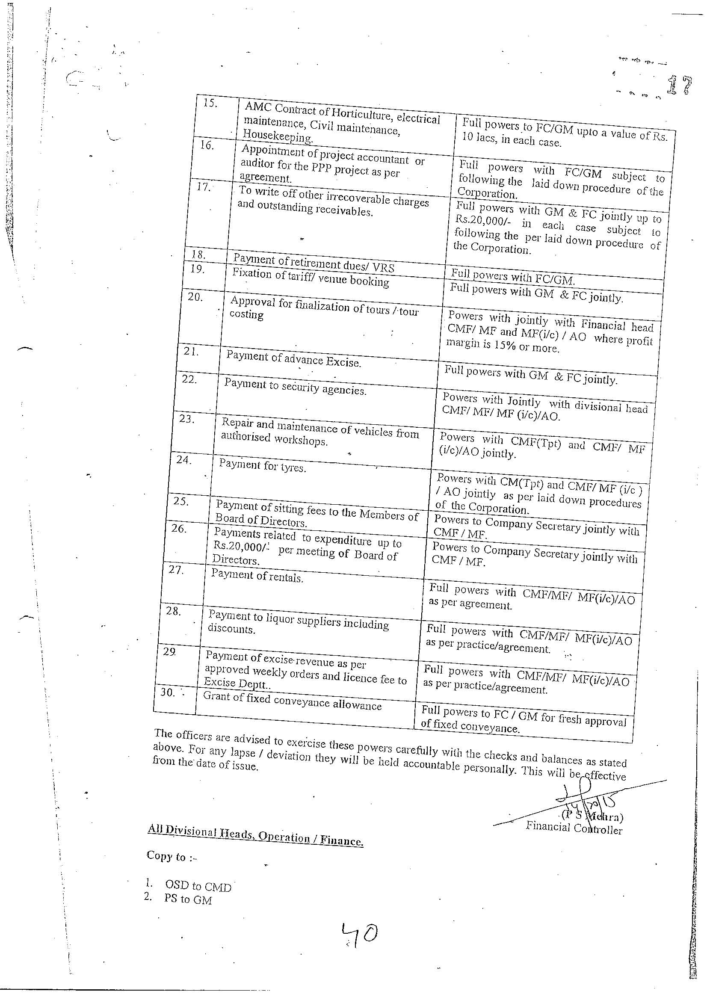 17
15. AMC Contract of Horticulture, electrical
maintenance, Civil maintenance,
Housekeeping.
Full powers to FC/GM upto a value of Rs.
10 lacs, in each case.
16. Appointment of project accountant or
auditor for the PPP project as per
agreement.
Full powers with FC/GM subject to
following the laid down procedure of the
Corporation.
17. To write off other irrecoverable charges
and outstanding receivables.
Full powers with GM & FC jointly up to
Rs.20,000/- in each case subject to
following the per laid down procedure of
the Corporation.
18. Payment of retirement dues/ VRS
Full powers with FC/GM.
19. Fixation of tariff/ venue booking
Full powers with GM & FC jointly.
20. Approval for finalization of tours / tour
costing
Powers with jointly with Financial head
CMF/ MF and MF(i/c) / AO where profit
margin is 15% or more.
21. Payment of advance Excise.
Full powers with GM & FC jointly.
22. Payment to security agencies.
Powers with Jointly with divisional head
CMF/ MF/ MF (i/c)/AO.
23. Repair and maintenance of vehicles from
authorised workshops.
Powers with CMF(Tpt) and CMF/ MF
(i/c)/AO jointly.
24. Payment for tyres.
Powers with CM(Tpt) and CMF/ MF (i/c )
/ AO jointly as per laid down procedures
of the Corporation.
25. Payment of sitting fees to the Members of
Board of Directors.
Powers to Company Secretary jointly with
CMF / MF.
26. Payments related to expenditure up to
Rs.20,000/- per meeting of Board of
Directors.
Powers to Company Secretary jointly with
CMF / MF.
27. Payment of rentals.
Full powers with CMF/MF/ MF(i/c)/AO
as per agreement.
28. Payment to liquor suppliers including
discounts.
Full powers with CMF/MF/ MF(i/c)/AO
as per practice/agreement.
29. Payment of excise revenue as per
approved weekly orders and licence fee to
Excise Deptt..
Full powers with CMF/MF/ MF(i/c)/AO
as per practice/agreement.
30. Grant of fixed conveyance allowance
Full powers to FC / GM for fresh approval
of fixed conveyance.
The officers are advised to exercise these powers carefully with the checks and balances as stated
above. For any lapse / deviation they will be held accountable personally. This will be effective
from the date of issue.
(P S Mehra)
Financial Controller
All Divisional Heads, Operation / Finance.
Copy to :-
1. OSD to CMD
2. PS to GM
40